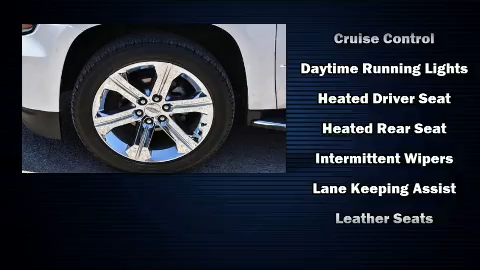 Cruise Control
Daytime Running Lights
Heated Driver Seat
Heated Rear Seat
Intermittent Wipers
Lane Keeping Assist
Leather Seats